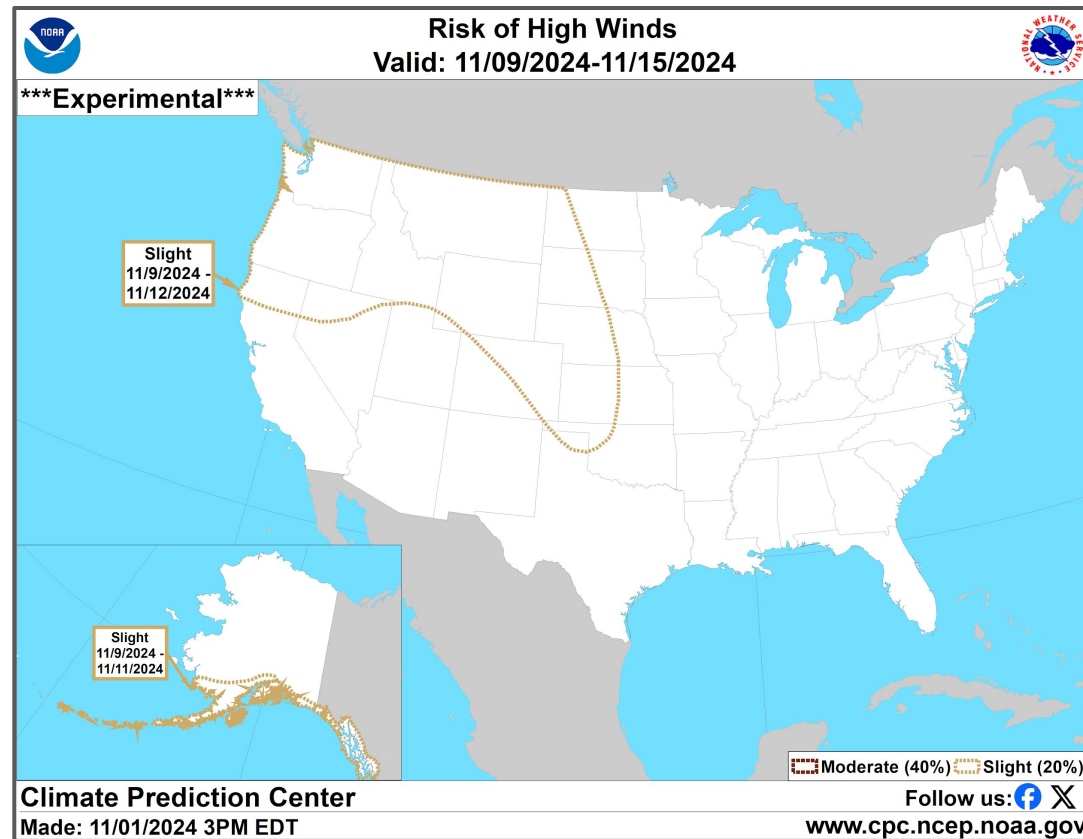 NOAA
Risk of High Winds
Valid: 11/09/2024-11/15/2024
NATIONAL WEATHER SERVICE
***Experimental***
Slight
11/9/2024 -
11/12/2024
Slight
11/9/2024 -
11/11/2024
Moderate (40%) Slight (20%)
Climate Prediction Center
Follow us:
Made: 11/01/2024 3PM EDT
www.cpc.ncep.noaa.gov